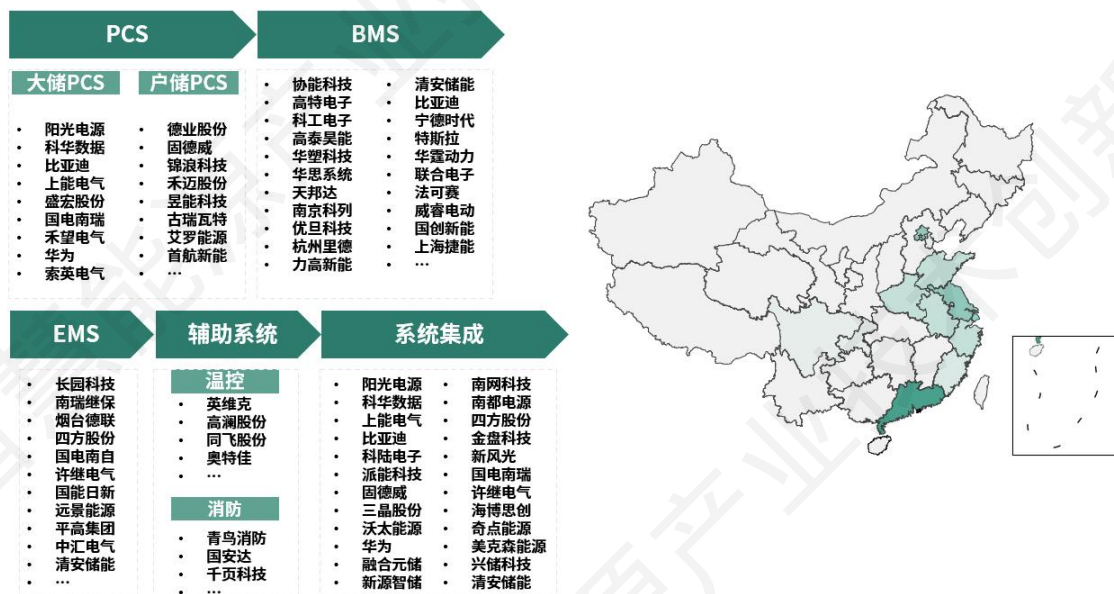 PCS
BMS
大储PCS
户储PCS
• 阳光电源
• 科华数据
• 比亚迪
• 上能电气
• 盛宏股份
• 国电南瑞
• 禾望电气
• 华为
• 索英电气
• 德业股份
• 固德威
• 锦浪科技
• 禾迈股份
• 昱能科技
• 古瑞瓦特
• 艾罗能源
• 首航新能
• …
• 协能科技
• 高特电子
• 科工电子
• 高泰昊能
• 华塑科技
• 华思系统
• 天邦达
• 南京科列
• 优旦科技
• 杭州里德
• 力高新能
• 清安储能
• 比亚迪
• 宁德时代
• 特斯拉
• 华霆动力
• 联合电子
• 法可赛
• 威睿电动
• 国创新能
• 上海捷能
• …
EMS
辅助系统
系统集成
• 长园科技
• 南瑞继保
• 烟台德联
• 四方股份
• 国电南自
• 许继电气
• 国能日新
• 远景能源
• 平高集团
• 中汇电气
• 清安储能
• …
温控
• 英维克
• 高澜股份
• 同飞股份
• 奥特佳
• …
消防
• 青鸟消防
• 国安达
• 千页科技
• …
• 阳光电源
• 科华数据
• 上能电气
• 比亚迪
• 科陆电子
• 派能科技
• 固德威
• 三晶股份
• 沃太能源
• 华为
• 融合元储
• 新源智储
• 南网科技
• 南都电源
• 四方股份
• 金盘科技
• 新风光
• 国电南瑞
• 许继电气
• 海博思创
• 奇点能源
• 美克森能源
• 兴储科技
• 清安储能